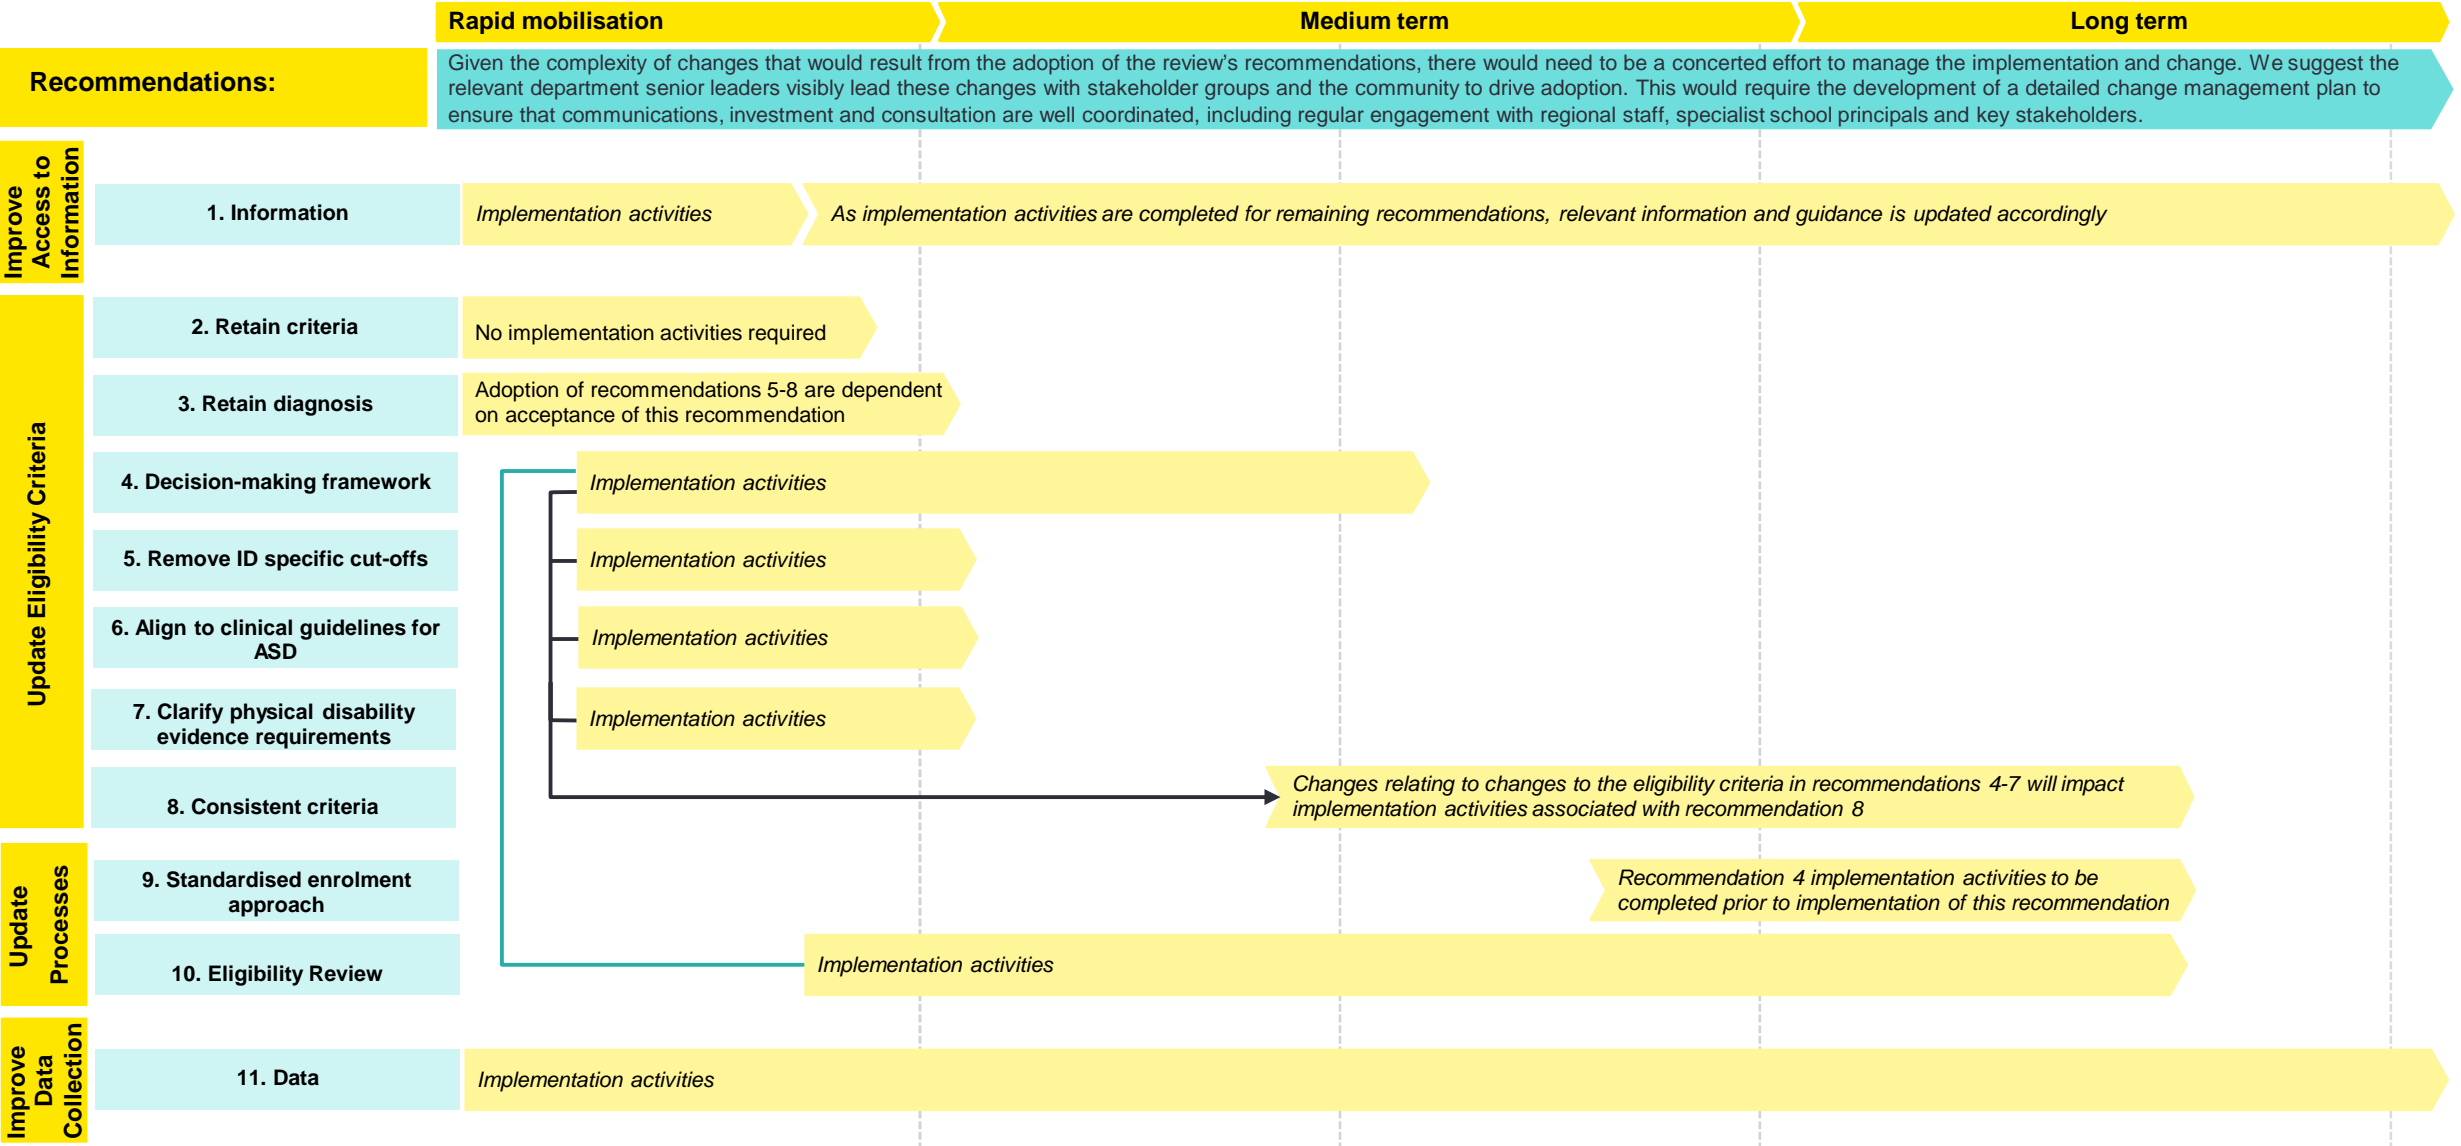 Rapid mobilisation
Medium term
Long term
Recommendations:
Given the complexity of changes that would result from the adoption of the review's recommendations, there would need to be a concerted effort to manage the implementation and change. We suggest the
relevant department senior leaders visibly lead these changes with stakeholder groups and the community to drive adoption. This would require the development of a detailed change management plan to
ensure that communications, investment and consultation are well coordinated, including regular engagement with regional staff, specialist school principals and key stakeholders.
Improve
Access to
Information
1. Information
Implementation activities
As implementation activities are completed for remaining recommendations, relevant information and guidance is updated accordingly
Update Eligibility Criteria
2. Retain criteria
No implementation activities required
3. Retain diagnosis
Adoption of recommendations 5-8 are dependent
on acceptance of this recommendation
4. Decision-making framework
Implementation activities
5. Remove ID specific cut-offs
Implementation activities
6. Align to clinical guidelines for
ASD
Implementation activities
7. Clarify physical disability
evidence requirements
Implementation activities
8. Consistent criteria
Changes relating to changes to the eligibility criteria in recommendations 4-7 will impact
implementation activities associated with recommendation 8
Update
Processes
9. Standardised enrolment
approach
Recommendation 4 implementation activities to be
completed prior to implementation of this recommendation
10. Eligibility Review
Implementation activities
Improve
Data
Collection
11. Data
Implementation activities